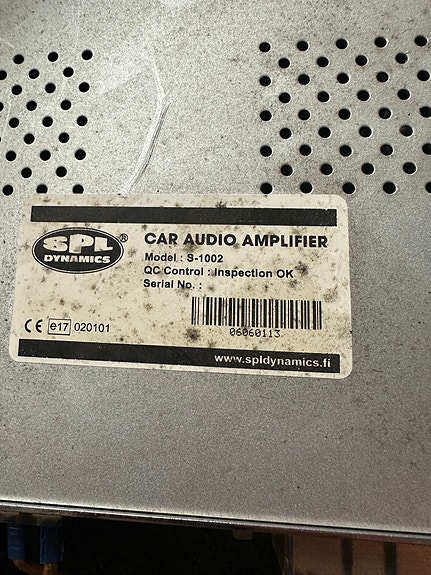 SPL®
DYNAMICS
CAR AUDIO AMPLIFIER
Model : S-1002
QC Control : Inspection OK
Serial No. :
06060113
CE e17 020101
www.spldynamics.fi